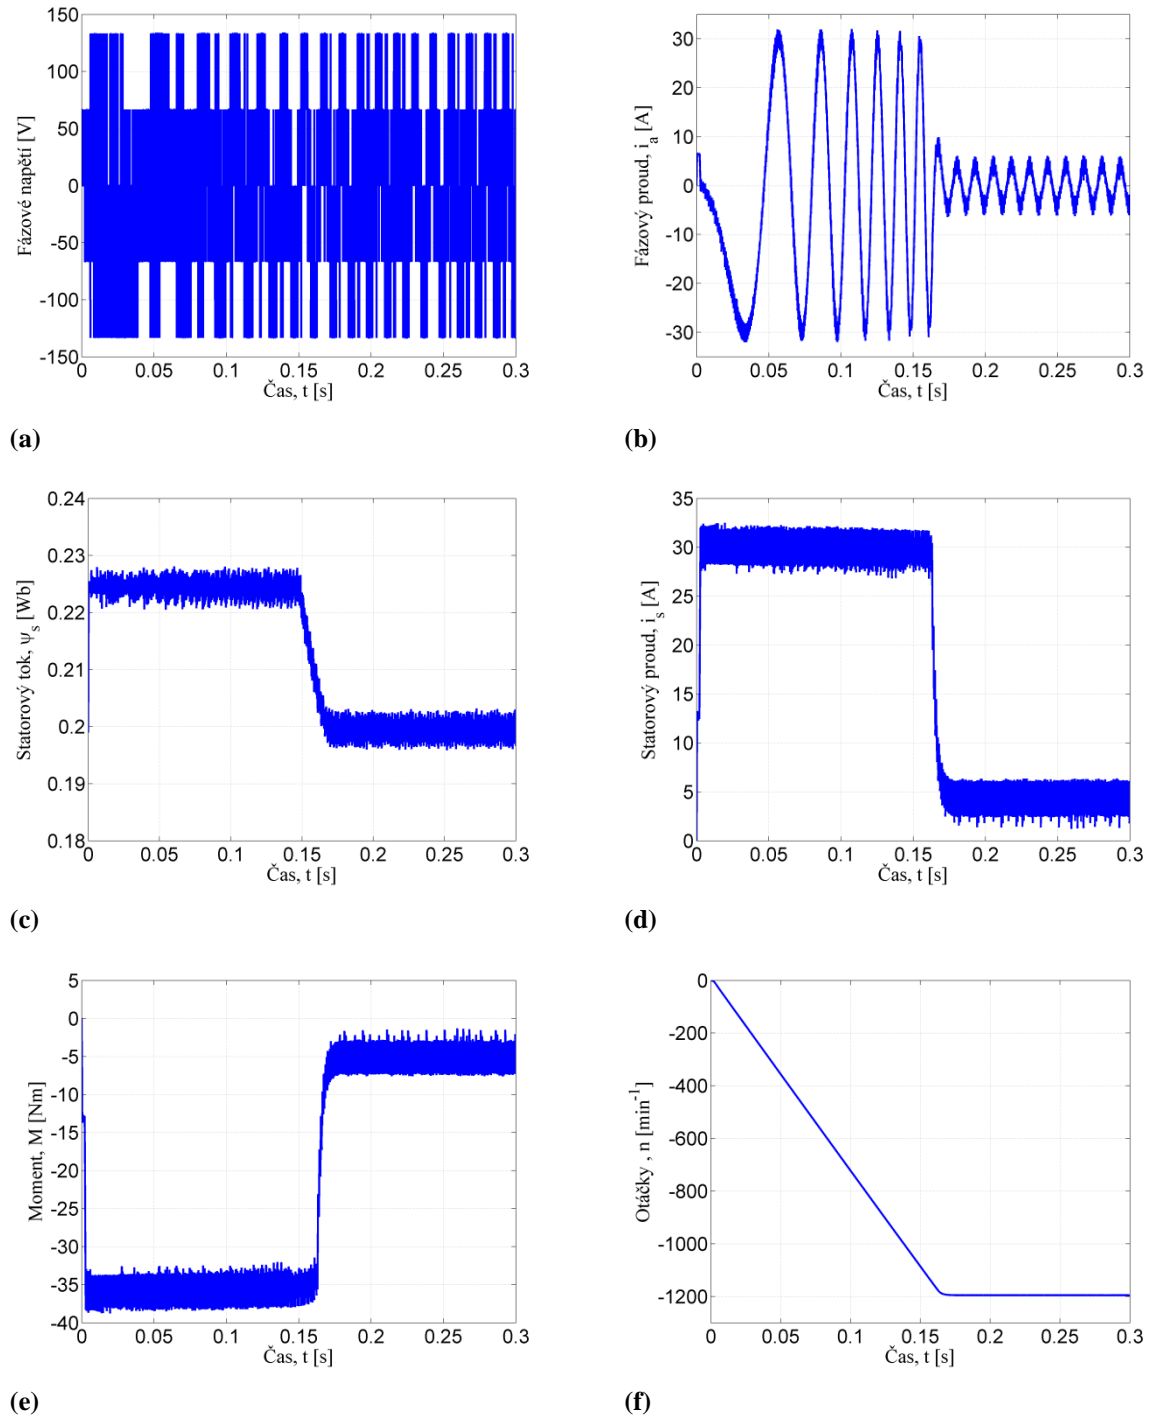 150
100
50
0
-50
-100
-150
0 0.05 0.1 0.15 0.2 0.25 0.3
Fázové napětí [V]
Čas, t [s]
(a)
30
20
10
0
-10
-20
-30
0 0.05 0.1 0.15 0.2 0.25 0.3
Fázový proud, i_a [A]
Čas, t [s]
(b)
0.24
0.23
0.22
0.21
0.2
0.19
0.18
0 0.05 0.1 0.15 0.2 0.25 0.3
Statorový tok, ψ_s [Wb]
Čas, t [s]
(c)
35
30
25
20
15
10
5
0
0 0.05 0.1 0.15 0.2 0.25 0.3
Statorový proud, i_s [A]
Čas, t [s]
(d)
5
0
-5
-10
-15
-20
-25
-30
-35
-40
0 0.05 0.1 0.15 0.2 0.25 0.3
Moment, M [Nm]
Čas, t [s]
(e)
0
-200
-400
-600
-800
-1000
-1200
0 0.05 0.1 0.15 0.2 0.25 0.3
Otáčky , n [min⁻¹]
Čas, t [s]
(f)